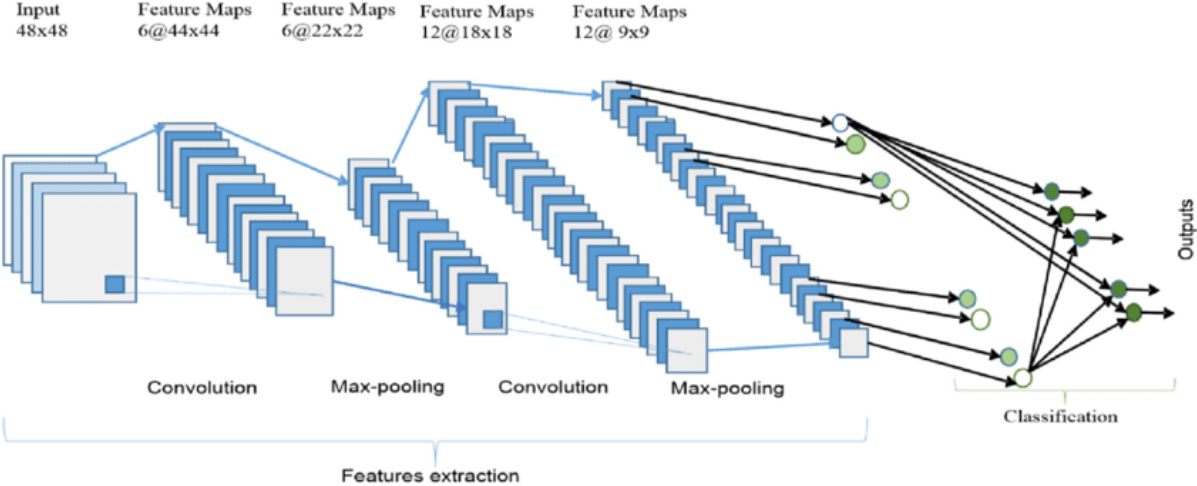 Input
48x48
Feature Maps
6@44x44
Feature Maps
6@22x22
Feature Maps
12@18x18
Feature Maps
12@ 9x9
Outputs
Convolution
Max-pooling
Convolution
Max-pooling
Classification
Features extraction